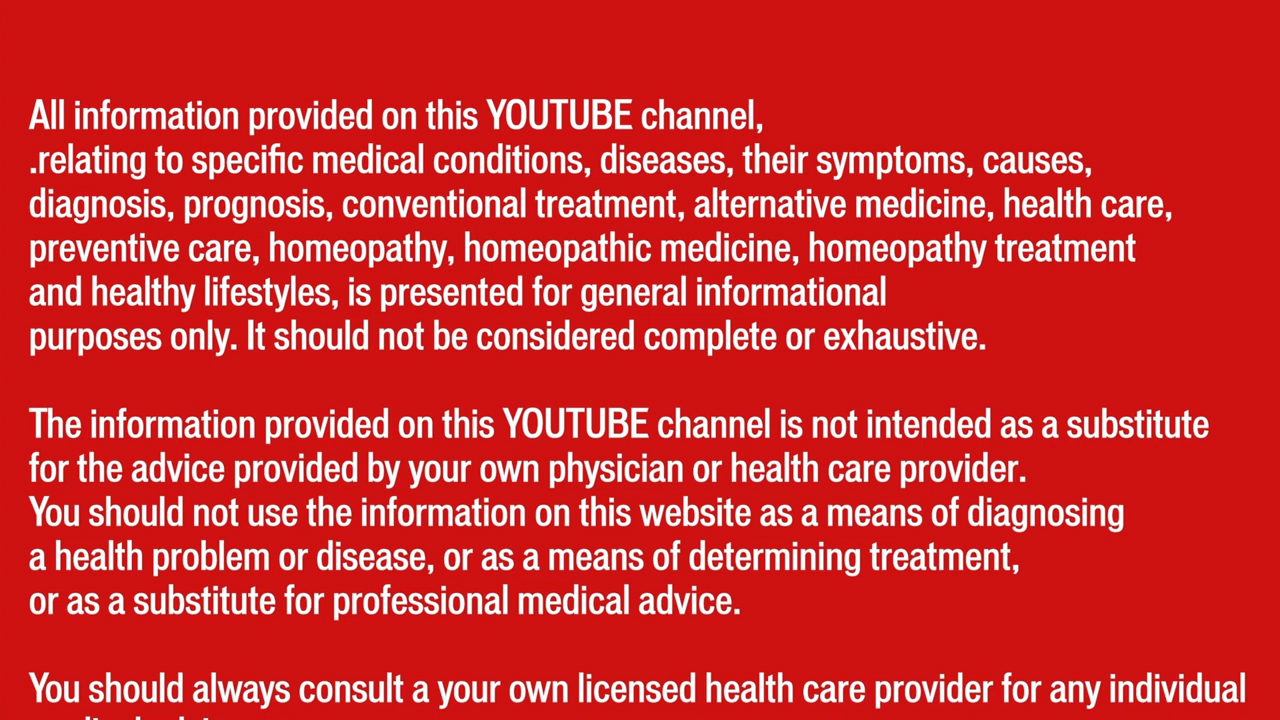 All information provided on this YOUTUBE channel,
.relating to specific medical conditions, diseases, their symptoms, causes,
diagnosis, prognosis, conventional treatment, alternative medicine, health care,
preventive care, homeopathy, homeopathic medicine, homeopathy treatment
and healthy lifestyles, is presented for general informational
purposes only. It should not be considered complete or exhaustive.
The information provided on this YOUTUBE channel is not intended as a substitute
for the advice provided by your own physician or health care provider.
You should not use the information on this website as a means of diagnosing
a health problem or disease, or as a means of determining treatment,
or as a substitute for professional medical advice.
You should always consult a your own licensed health care provider for any individual